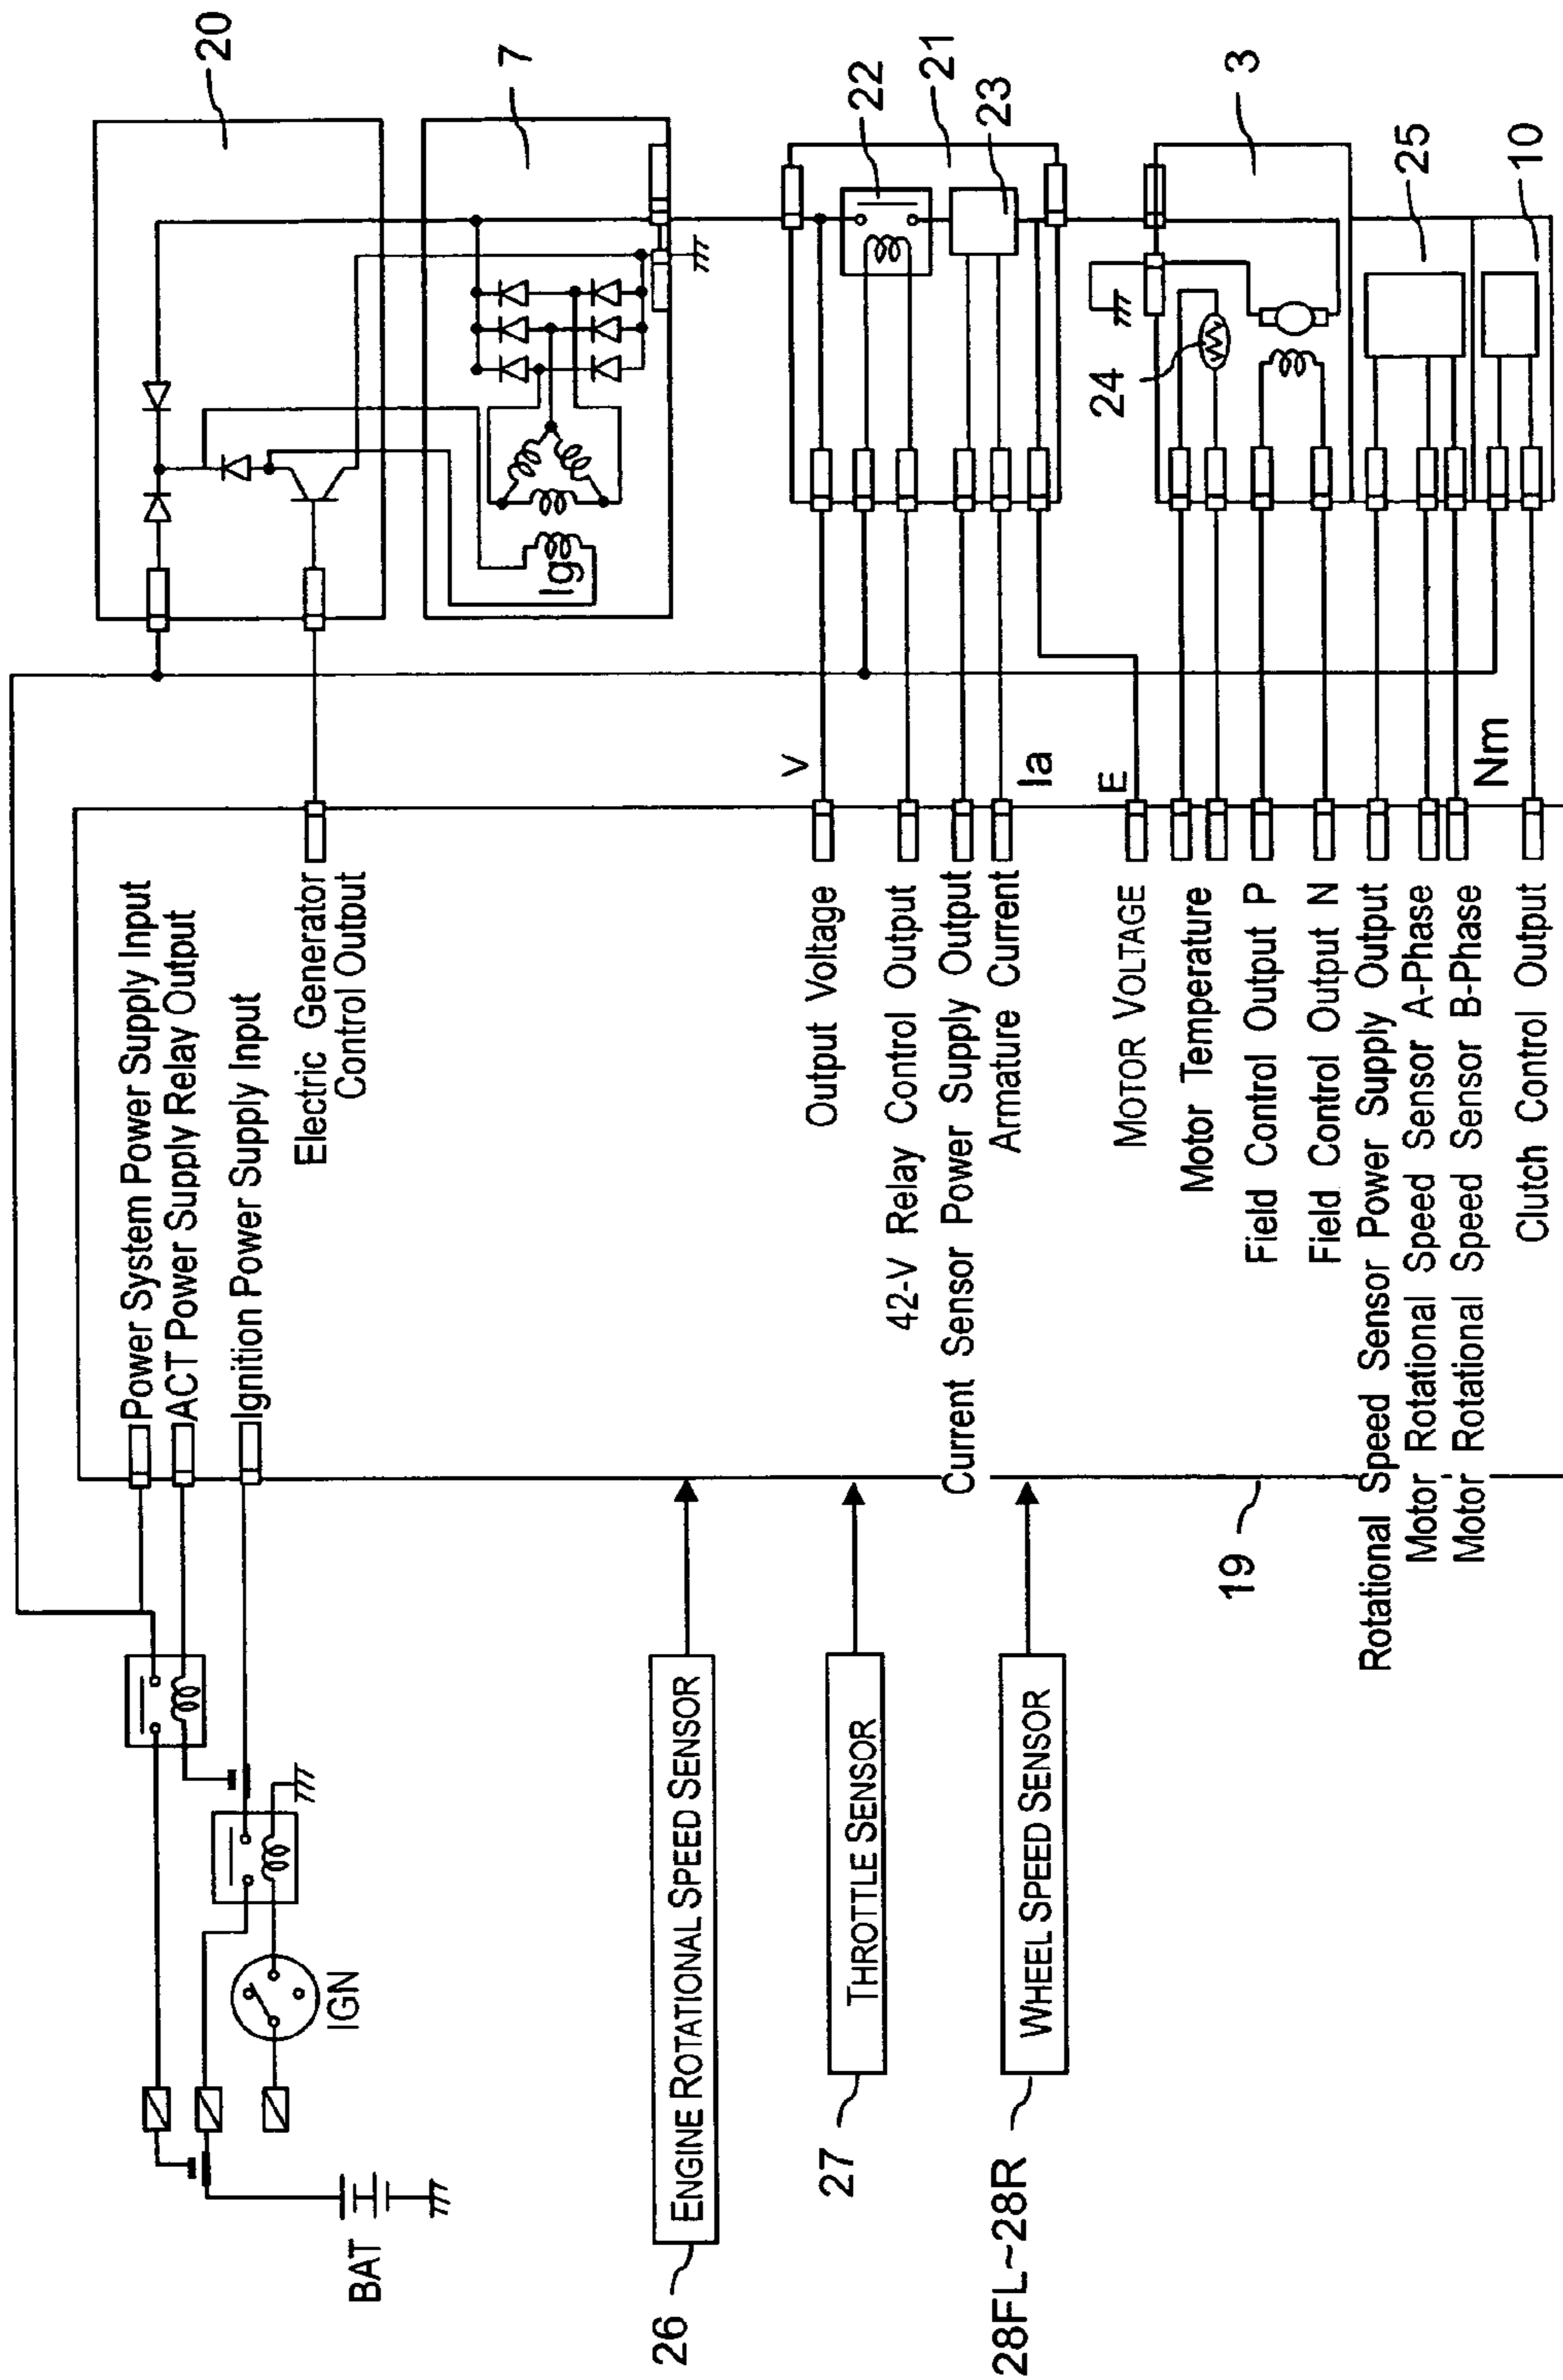 Power System Power Supply Input
ACT Power Supply Relay Output
Ignition Power Supply Input
Electric Generator
Control Output
Output Voltage
42-V Relay Control Output
Current Sensor Power Supply Output
Armature Current
MOTOR VOLTAGE
Motor Temperature
Field Control Output P
Field Control Output N
Rotational Speed Sensor Power Supply Output
Motor Rotational Speed Sensor A-Phase
Motor Rotational Speed Sensor B-Phase
Clutch Control Output
V
Ia
E
Nm
Ig
20
7
22
21
23
3
24
25
10
19
BAT
IGN
26
ENGINE ROTATIONAL SPEED SENSOR
27
THROTTLE SENSOR
28FL~28R
WHEEL SPEED SENSOR